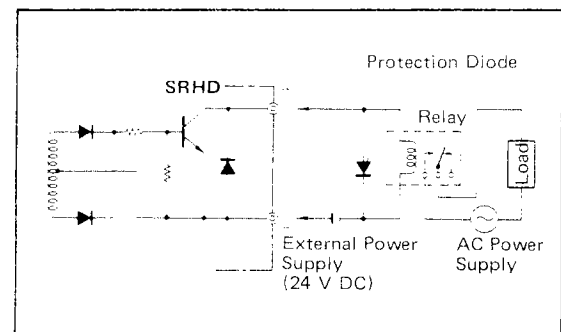 Protection Diode
SRHD
Relay
Load
External Power
Supply
(24 V DC)
AC Power
Supply